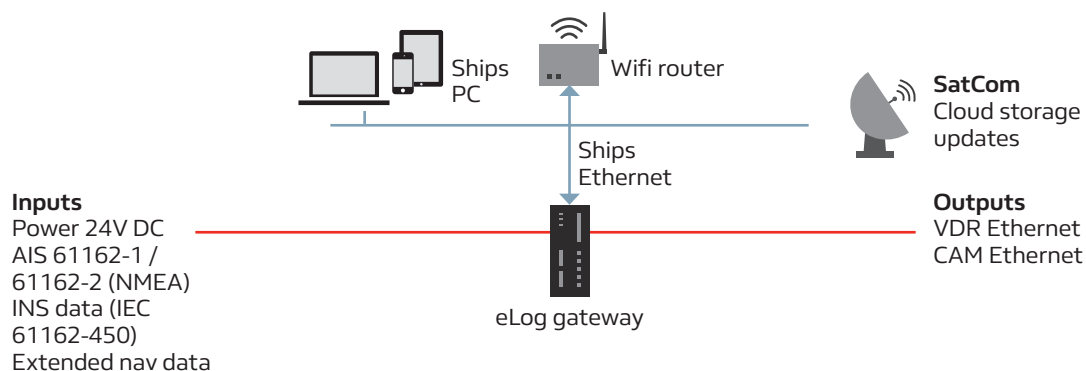 Ships
PC
Wifi router
SatCom
Cloud storage
updates
Ships
Ethernet
Inputs
Power 24V DC
AIS 61162-1 /
61162-2 (NMEA)
INS data (IEC
61162-450)
Extended nav data
eLog gateway
Outputs
VDR Ethernet
CAM Ethernet